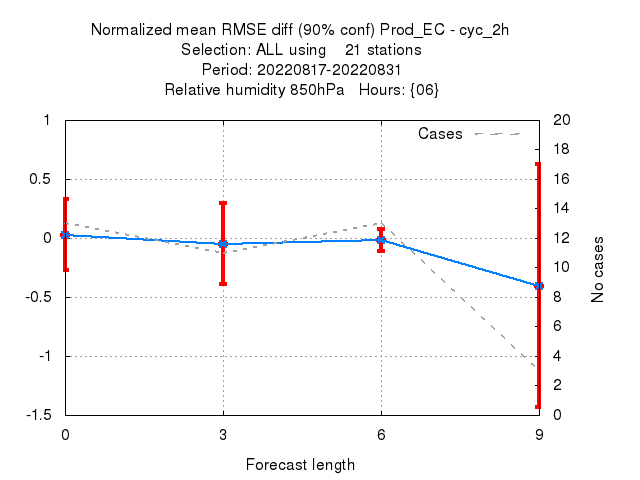 Normalized mean RMSE diff (90% conf) Prod_EC - cyc_2h
Selection: ALL using    21 stations
Period: 20220817-20220831
Relative humidity 850hPa   Hours: {06}
Cases
1
0.5
0
-0.5
-1
-1.5
20
18
16
14
12
10
8
6
4
2
0
No cases
0 3 6 9
Forecast length